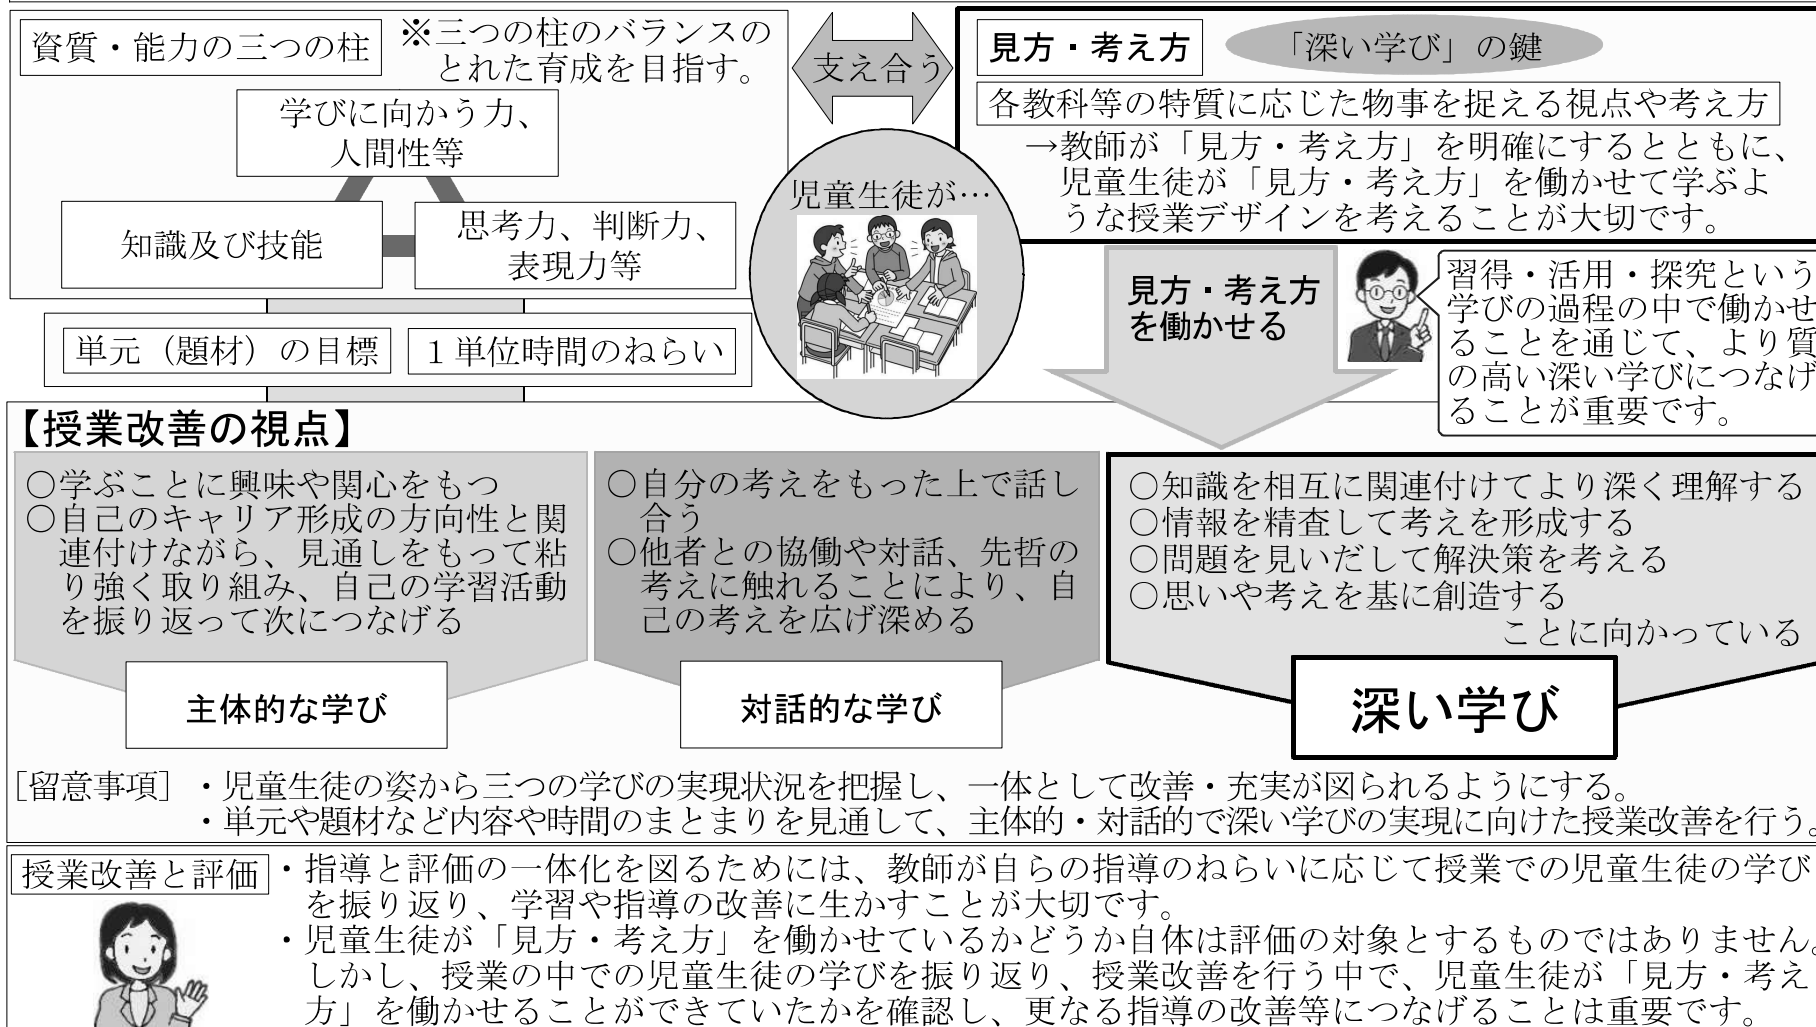 資質・能力の三つの柱
※三つの柱のバランスの
とれた育成を目指す。
学びに向かう力、
人間性等
知識及び技能
思考力、判断力、
表現力等
支え合う
見方・考え方
「深い学び」の鍵
各教科等の特質に応じた物事を捉える視点や考え方
→教師が「見方・考え方」を明確にするとともに、
児童生徒が「見方・考え方」を働かせて学ぶよ
うな授業デザインを考えることが大切です。
児童生徒が…
単元（題材）の目標
１単位時間のねらい
見方・考え方
を働かせる
習得・活用・探究という
学びの過程の中で働かせ
ることを通じて、より質
の高い深い学びにつなげ
ることが重要です。
【授業改善の視点】
○学ぶことに興味や関心をもつ
○自己のキャリア形成の方向性と関
連付けながら、見通しをもって粘
り強く取り組み、自己の学習活動
を振り返って次につなげる
主体的な学び
○自分の考えをもった上で話し
合う
○他者との協働や対話、先哲の
考えに触れることにより、自
己の考えを広げ深める
対話的な学び
○知識を相互に関連付けてより深く理解する
○情報を精査して考えを形成する
○問題を見いだして解決策を考える
○思いや考えを基に創造する
ことに向かっている
深い学び
［留意事項］・児童生徒の姿から三つの学びの実現状況を把握し、一体として改善・充実が図られるようにする。
・単元や題材など内容や時間のまとまりを見通して、主体的・対話的で深い学びの実現に向けた授業改善を行う。
授業改善と評価
・指導と評価の一体化を図るためには、教師が自らの指導のねらいに応じて授業での児童生徒の学び
を振り返り、学習や指導の改善に生かすことが大切です。
・児童生徒が「見方・考え方」を働かせているかどうか自体は評価の対象とするものではありません。
しかし、授業の中での児童生徒の学びを振り返り、授業改善を行う中で、児童生徒が「見方・考え
方」を働かせることができていたかを確認し、更なる指導の改善等につなげることは重要です。